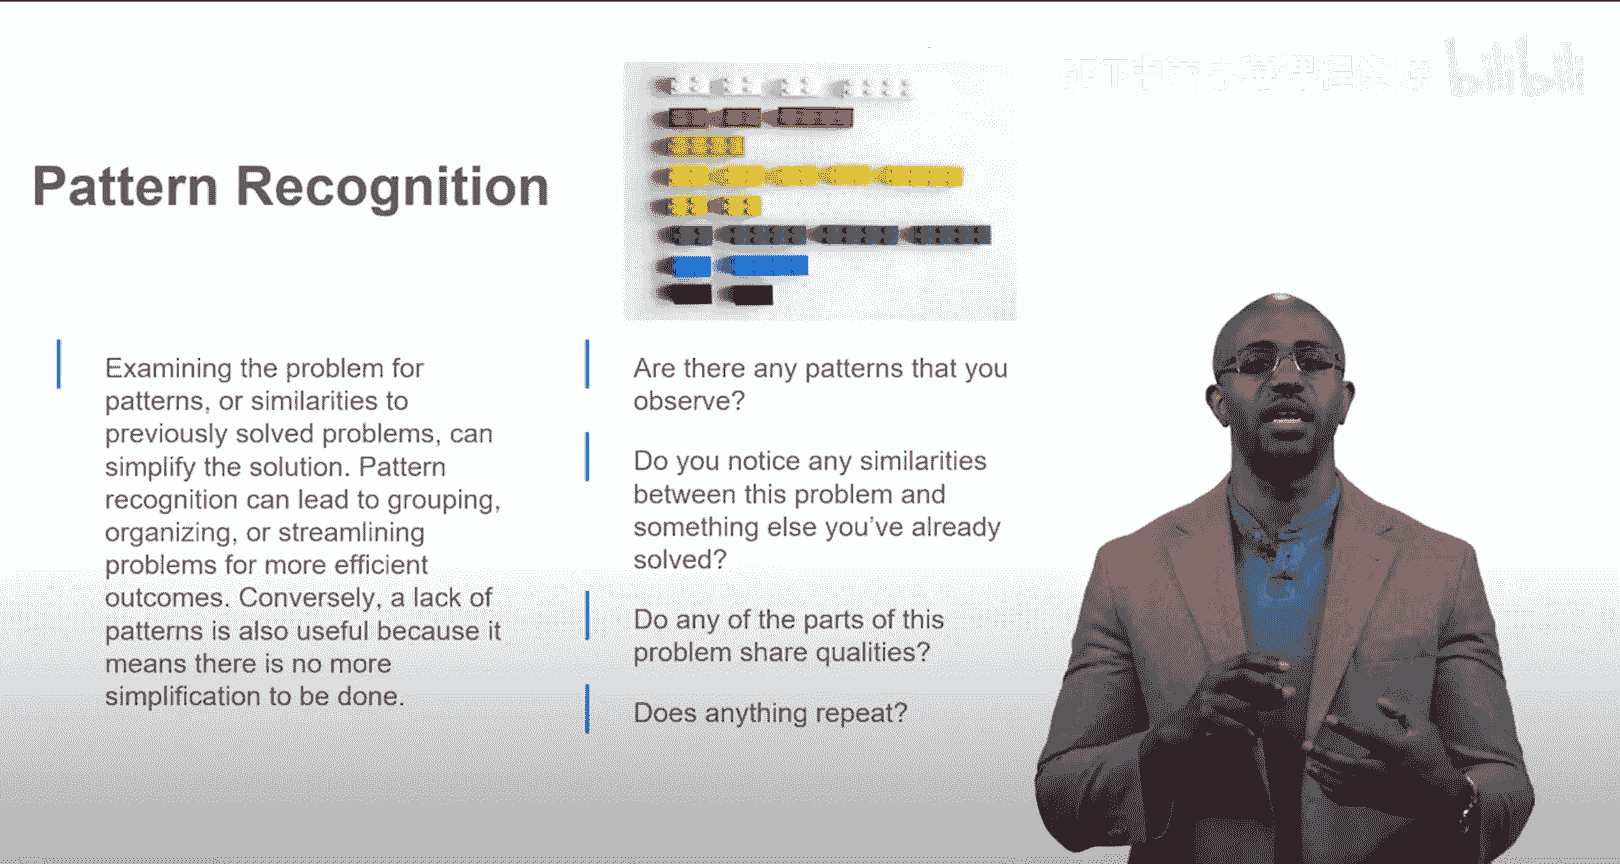 bilibili
Pattern Recognition
Examining the problem for
patterns, or similarities to
previously solved problems, can
simplify the solution. Pattern
recognition can lead to grouping,
organizing, or streamlining
problems for more efficient
outcomes. Conversely, a lack of
patterns is also useful because it
means there is no more
simplification to be done.
Are there any patterns that you
observe?
Do you notice any similarities
between this problem and
something else you’ve already
solved?
Do any of the parts of this
problem share qualities?
Does anything repeat?